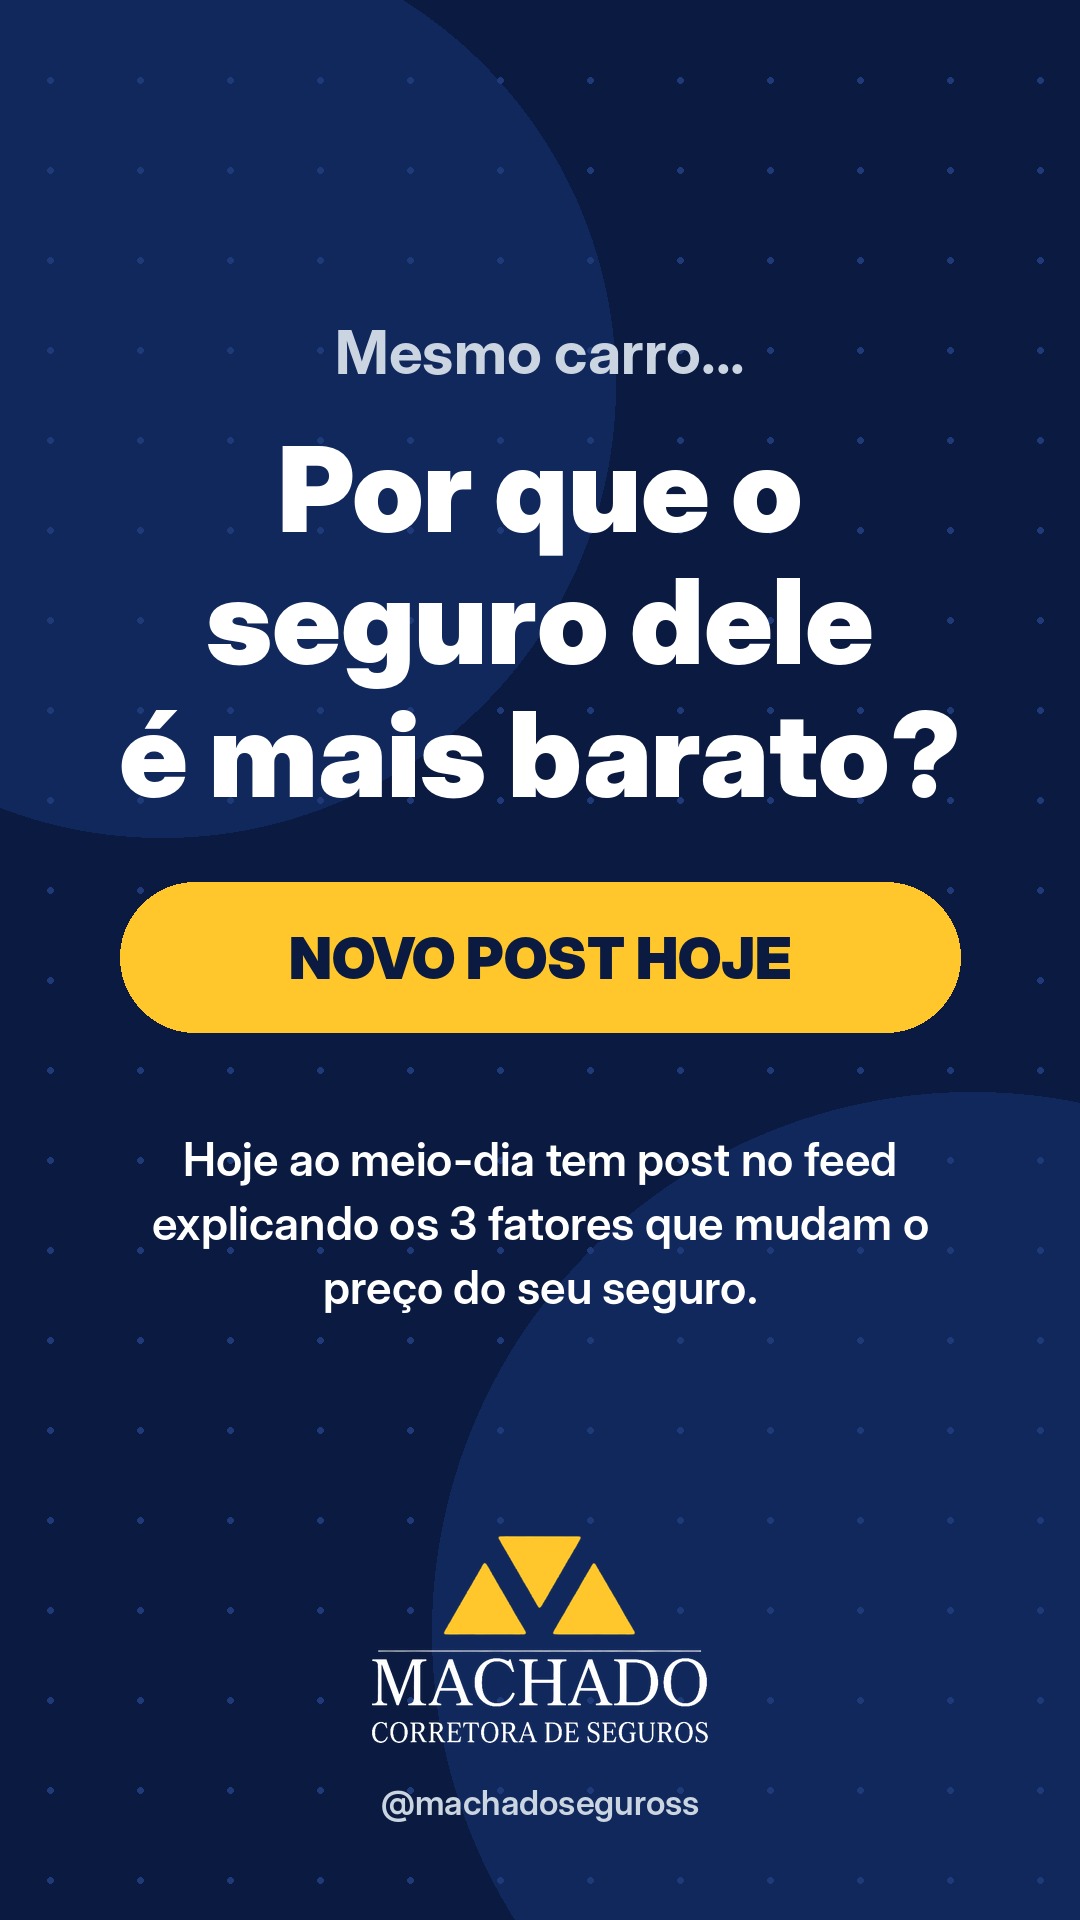 Mesmo carro...
Por que o
seguro dele
é mais barato?
NOVO POST HOJE
Hoje ao meio-dia tem post no feed
explicando os 3 fatores que mudam o
preço do seu seguro.
MACHADO
CORRETORA DE SEGUROS
@machadoseguross